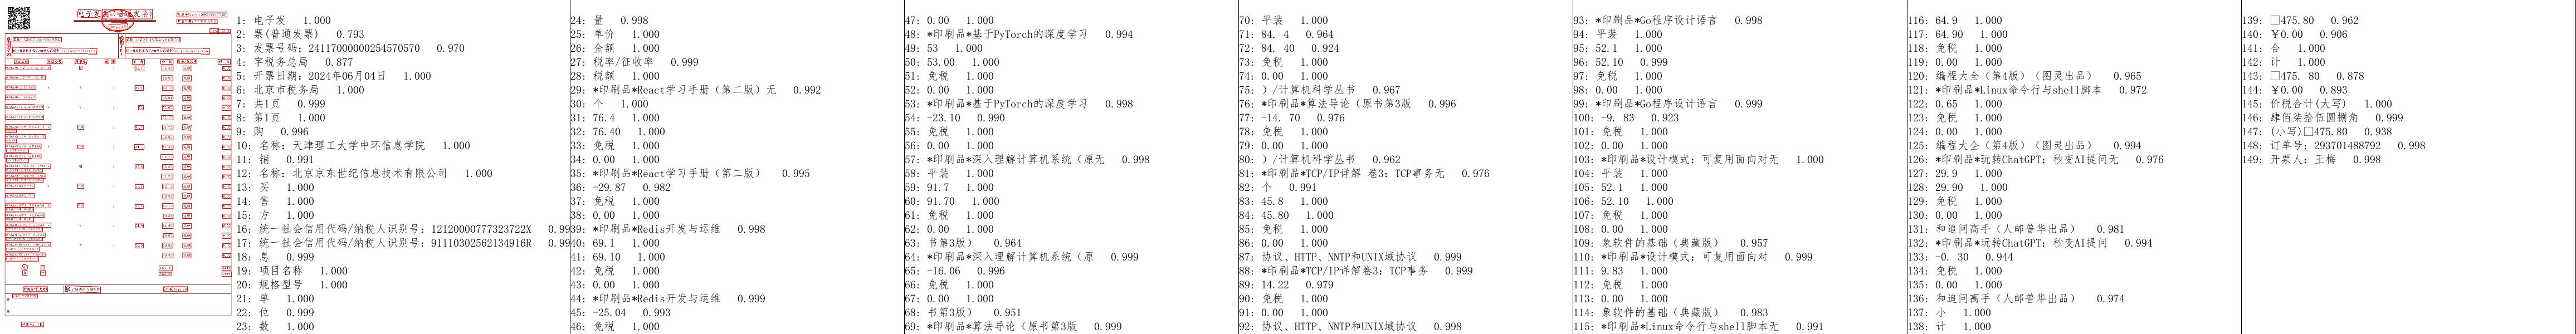 电子发票(普通发票)
1: 电子发 1.000
2: 票(普通发票) 0.793
3: 发票号码: 24117000000254570570 0.970
4: 字税务总局 0.877
5: 开票日期: 2024年06月04日 1.000
6: 北京市税务局 1.000
7: 共1页 0.999
8: 第1页 1.000
9: 购 0.996
10: 名称: 天津理工大学中环信息学院 1.000
11: 销 0.991
12: 名称: 北京京东世纪信息技术有限公司 1.000
13: 买 1.000
14: 售 1.000
15: 方 1.000
16: 统一社会信用代码/纳税人识别号: 12120000777323722X
17: 统一社会信用代码/纳税人识别号: 91110302562134916R
18: 息 0.999
19: 项目名称 1.000
20: 规格型号 1.000
21: 单 1.000
22: 位 0.999
23: 数 1.000
24: 量 0.998
25: 单价 1.000
26: 金额 1.000
27: 税率/征收率 0.999
28: 税额 1.000
29: *印刷品*React学习手册（第二版）无 0.992
30: 个 1.000
31: 76.4 1.000
32: 76.40 1.000
33: 免税 1.000
34: 0.00 1.000
35: *印刷品*React学习手册（第二版） 0.995
36: -29.87 0.982
37: 免税 1.000
38: 0.00 1.000
39: *印刷品*Redis开发与运维 0.998
40: 69.1 1.000
41: 69.10 1.000
42: 免税 1.000
43: 0.00 1.000
44: *印刷品*Redis开发与运维 0.999
45: -25.04 0.993
46: 免税 1.000
47: 0.00 1.000
48: *印刷品*基于PyTorch的深度学习 0.994
49: 53 1.000
50: 53.00 1.000
51: 免税 1.000
52: 0.00 1.000
53: *印刷品*基于PyTorch的深度学习 0.998
54: -23.10 0.990
55: 免税 1.000
56: 0.00 1.000
57: *印刷品*深入理解计算机系统（原无 0.998
58: 平装 1.000
59: 91.7 1.000
60: 91.70 1.000
61: 免税 1.000
62: 0.00 1.000
63: 书第3版） 0.964
64: *印刷品*深入理解计算机系统（原 0.999
65: -16.06 0.996
66: 免税 1.000
67: 0.00 1.000
68: 书第3版） 0.951
69: *印刷品*算法导论（原书第3版 0.999
70: 平装 1.000
71: 84. 4 0.964
72: 84. 40 0.924
73: 免税 1.000
74: 0.00 1.000
75: ）/计算机科学丛书 0.967
76: *印刷品*算法导论（原书第3版 0.996
77: -14. 70 0.976
78: 免税 1.000
79: 0.00 1.000
80: ）/计算机科学丛书 0.962
81: *印刷品*TCP/IP详解 卷3: TCP事务无 0.976
82: 个 0.991
83: 45.8 1.000
84: 45.80 1.000
85: 免税 1.000
86: 0.00 1.000
87: 协议、HTTP、NNTP和UNIX域协议 0.999
88: *印刷品*TCP/IP详解卷3: TCP事务 0.999
89: 14.22 0.979
90: 免税 1.000
91: 0.00 1.000
92: 协议、HTTP、NNTP和UNIX域协议 0.998
93: *印刷品*Go程序设计语言 0.998
94: 平装 1.000
95: 52.1 1.000
96: 52.10 0.999
97: 免税 1.000
98: 0.00 1.000
99: *印刷品*Go程序设计语言 0.999
100: -9. 83 0.923
101: 免税 1.000
102: 0.00 1.000
103: *印刷品*设计模式: 可复用面向对无 1.000
104: 平装 1.000
105: 52.1 1.000
106: 52.10 1.000
107: 免税 1.000
108: 0.00 1.000
109: 象软件的基础（典藏版） 0.957
110: *印刷品*设计模式: 可复用面向对 0.999
111: 9.83 1.000
112: 免税 1.000
113: 0.00 1.000
114: 象软件的基础（典藏版） 0.983
115: *印刷品*Linux命令行与shell脚本无 0.991
116: 64.9 1.000
117: 64.90 1.000
118: 免税 1.000
119: 0.00 1.000
120: 编程大全（第4版）（图灵出品） 0.965
121: *印刷品*Linux命令行与shell脚本 0.972
122: 0.65 1.000
123: 免税 1.000
124: 0.00 1.000
125: 编程大全（第4版）（图灵出品） 0.994
126: *印刷品*玩转ChatGPT: 秒变AI提问无 0.976
127: 29.9 1.000
128: 29.90 1.000
129: 免税 1.000
130: 0.00 1.000
131: 和追问高手（人邮普华出品） 0.981
132: *印刷品*玩转ChatGPT: 秒变AI提问 0.994
133: -0. 30 0.944
134: 免税 1.000
135: 0.00 1.000
136: 和追问高手（人邮普华出品） 0.974
137: 小 1.000
138: 计 1.000
139: □475.80 0.962
140: ￥0.00 0.906
141: 合 1.000
142: 计 1.000
143: □475. 80 0.878
144: ￥0.00 0.893
145: 价税合计(大写) 1.000
146: 肆佰柒拾伍圆捌角 0.999
147: (小写)□475.80 0.938
148: 订单号: 293701488792 0.998
149: 开票人: 王梅 0.998